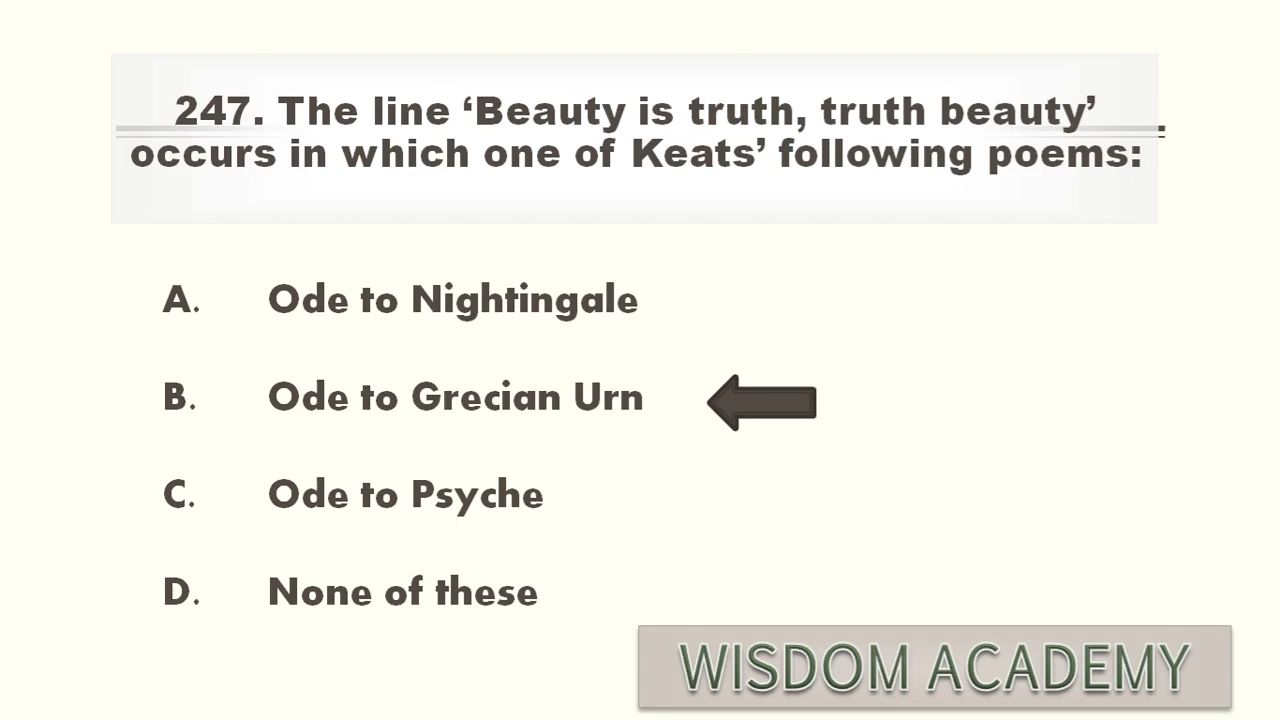 247. The line ‘Beauty is truth, truth beauty’
occurs in which one of Keats’ following poems:
A. Ode to Nightingale
B. Ode to Grecian Urn
C. Ode to Psyche
D. None of these
WISDOM ACADEMY